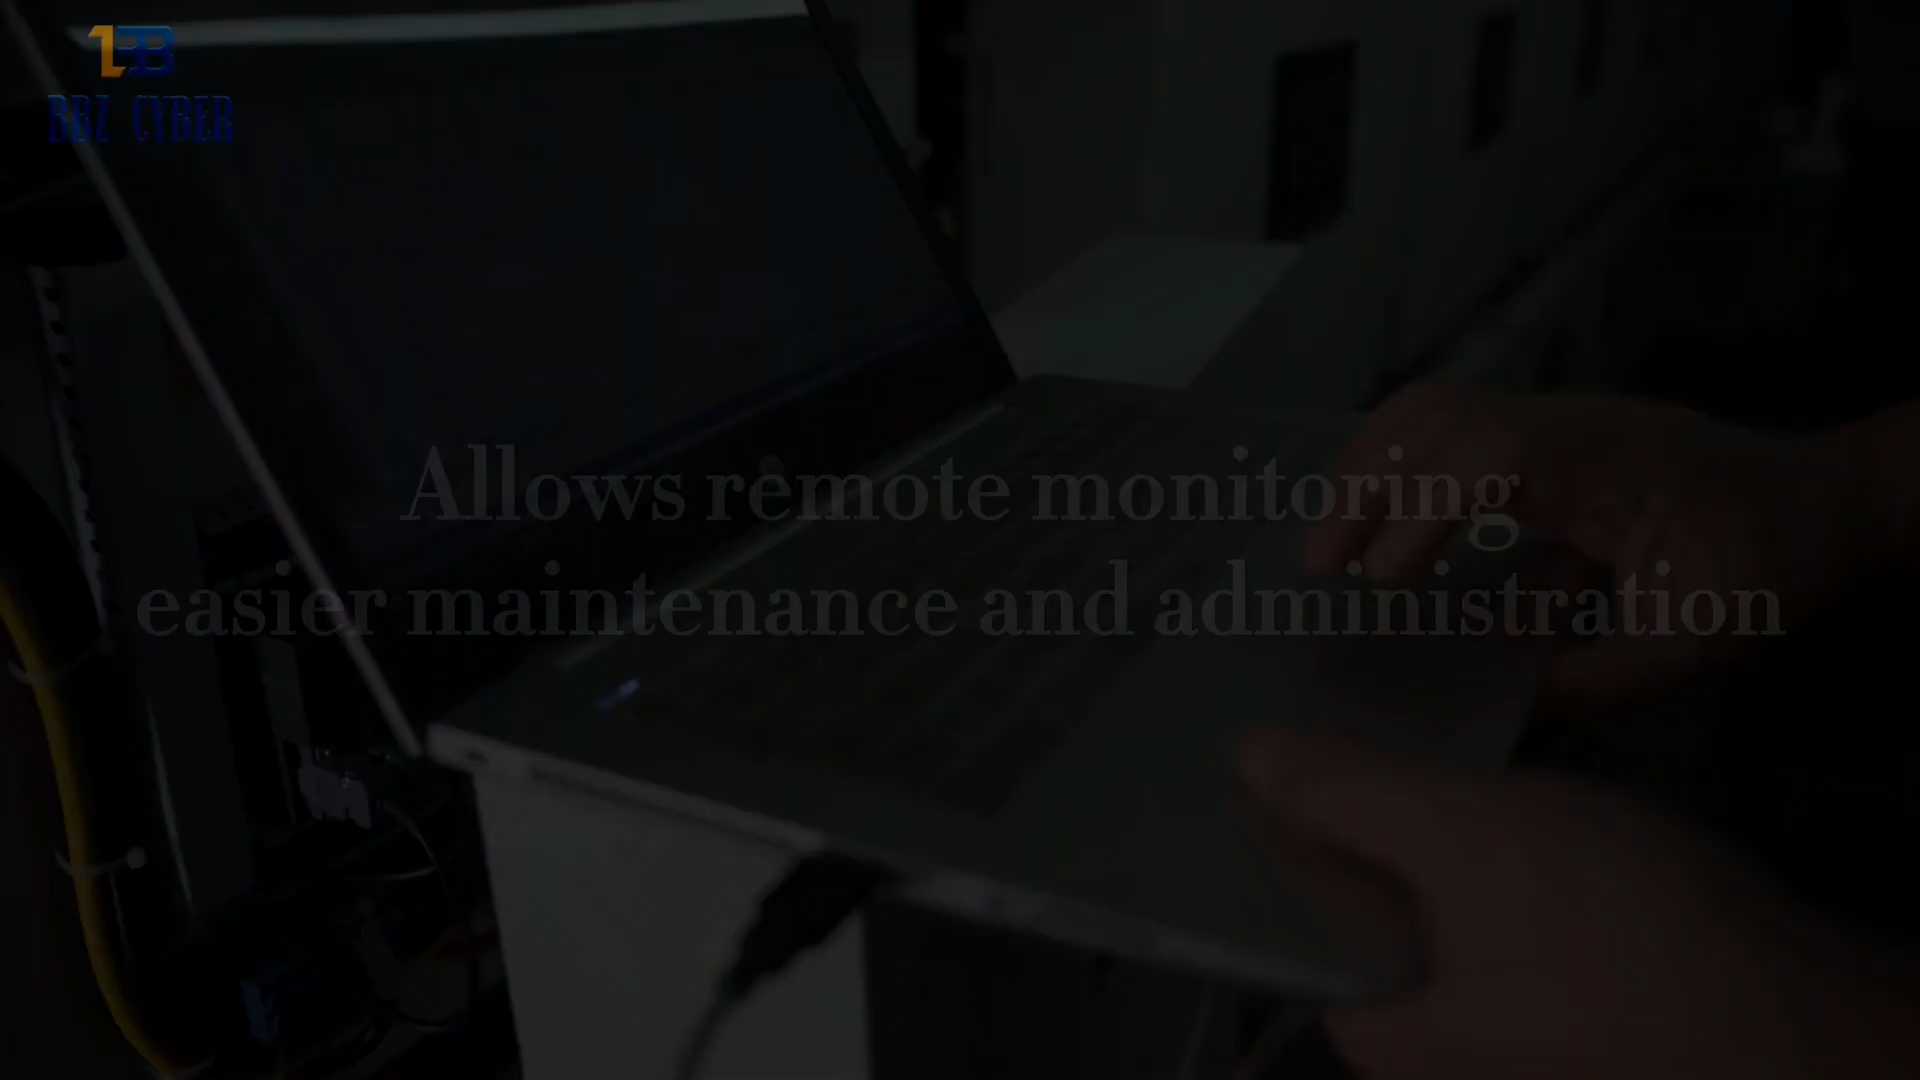 BBZ CYBER
Allows remote monitoring
easier maintenance and administration